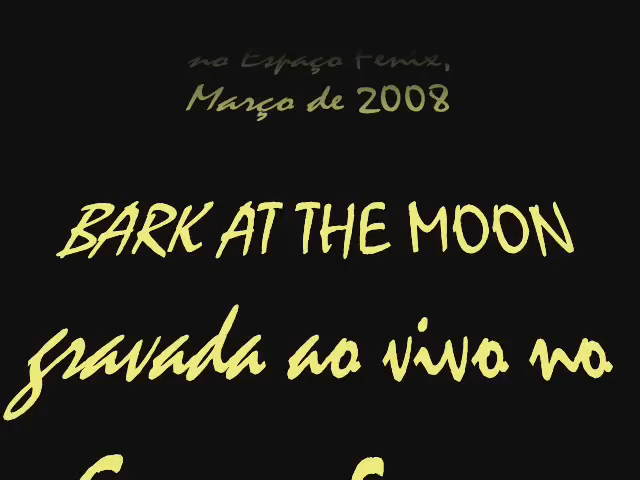 no Espaço Fenix,
Março de 2008
BARK AT THE MOON
gravada ao vivo no